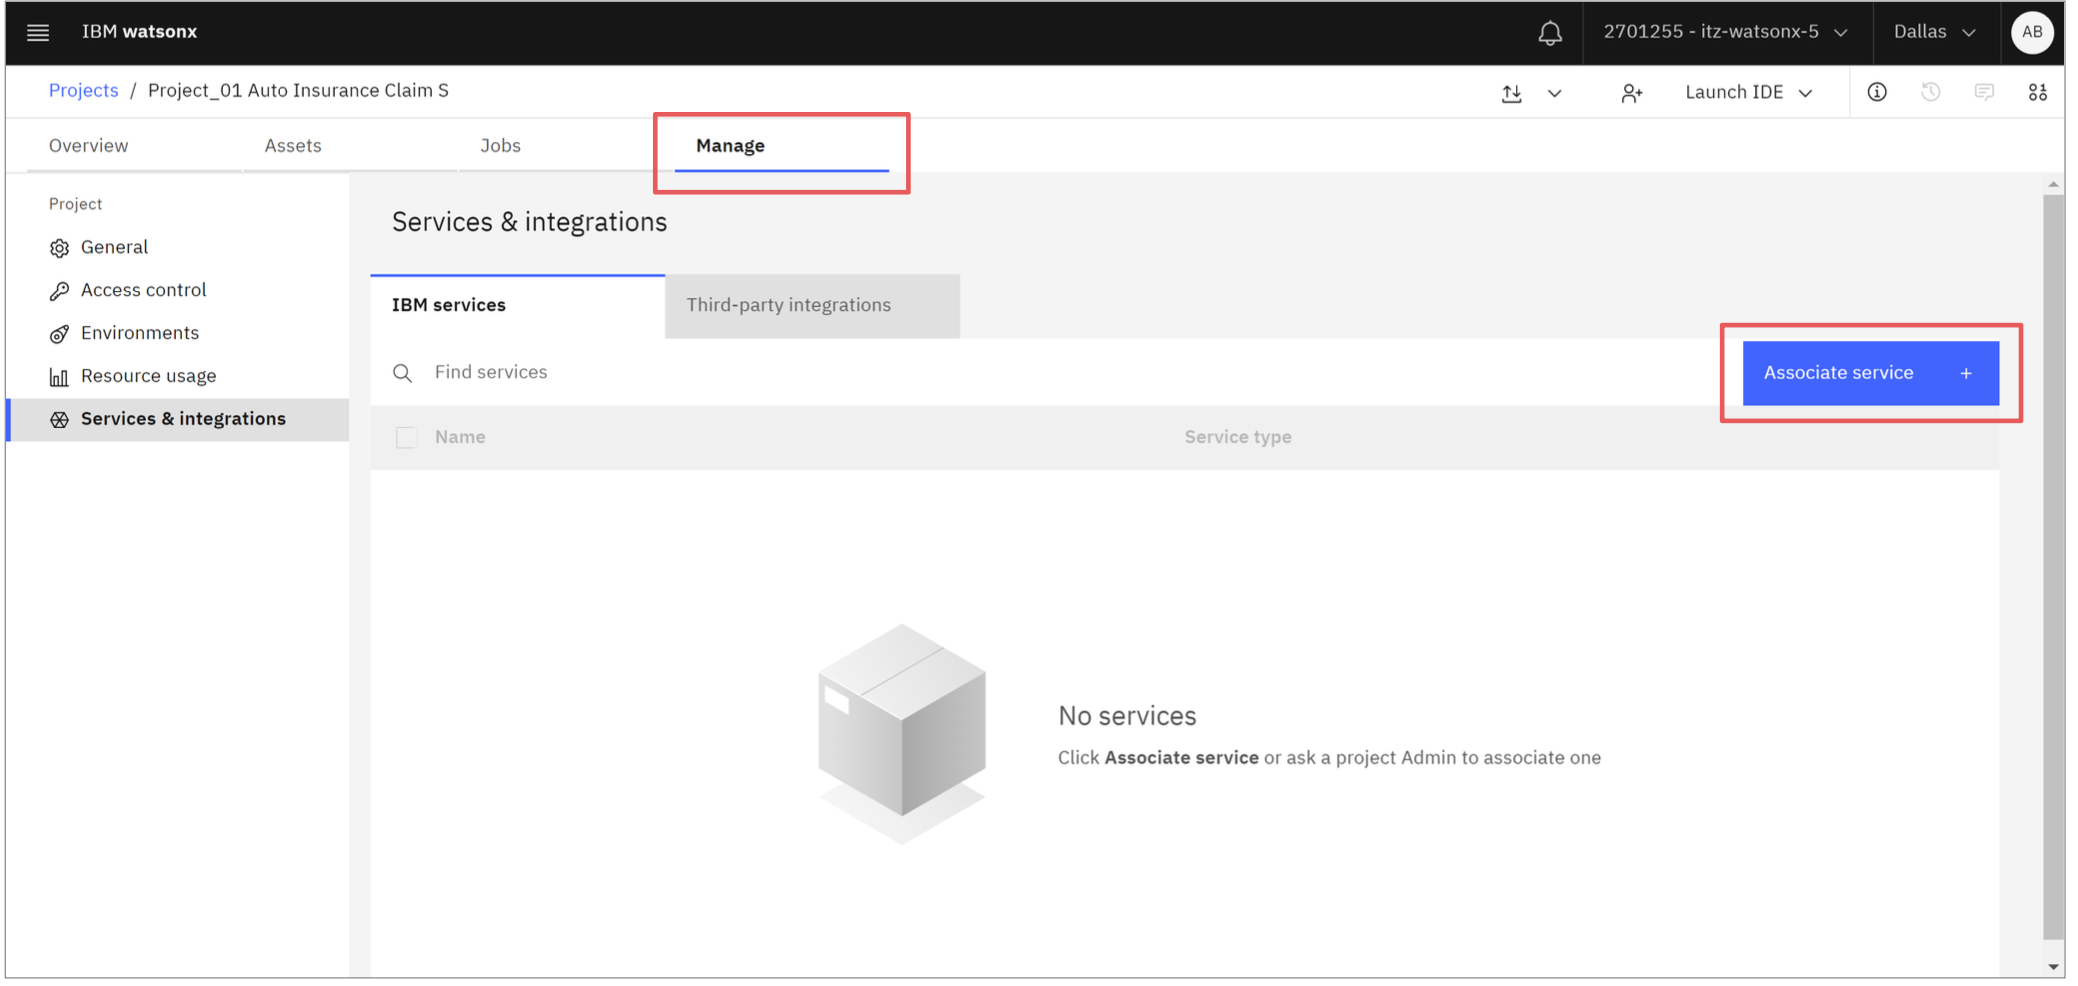 IBM watsonx
2701255 - itz-watsonx-5
Dallas
AB
Projects / Project_01 Auto Insurance Claim S
Launch IDE
Overview
Assets
Jobs
Manage
Project
General
Access control
Environments
Resource usage
Services & integrations
Services & integrations
IBM services
Third-party integrations
Find services
Associate service +
Name
Service type
No services
Click Associate service or ask a project Admin to associate one